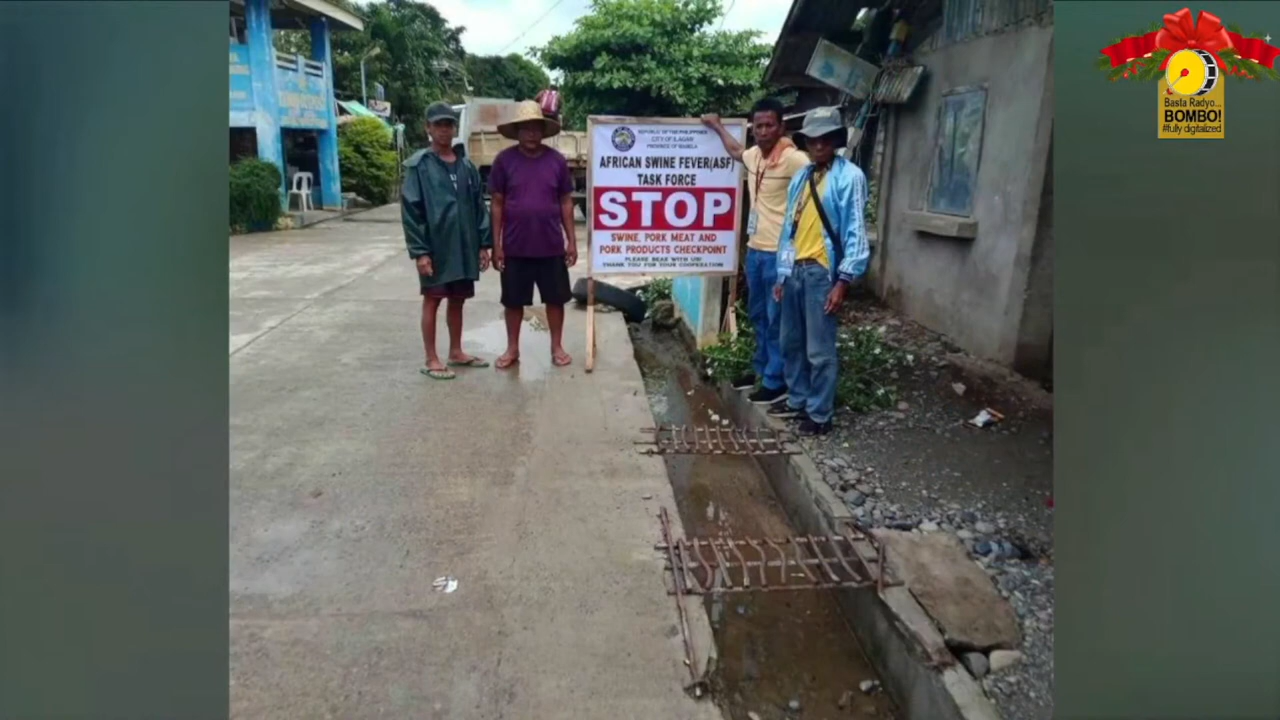 REPUBLIC OF THE PHILIPPINES
CITY OF ILAGAN
PROVINCE OF ISABELA
AFRICAN SWINE FEVER(ASF)
TASK FORCE
STOP
SWINE, PORK MEAT AND
PORK PRODUCTS CHECKPOINT
PLEASE BEAR WITH US!
THANK YOU FOR YOUR COOPERATION
Basta Radyo...
BOMBO!
#fully digitalized